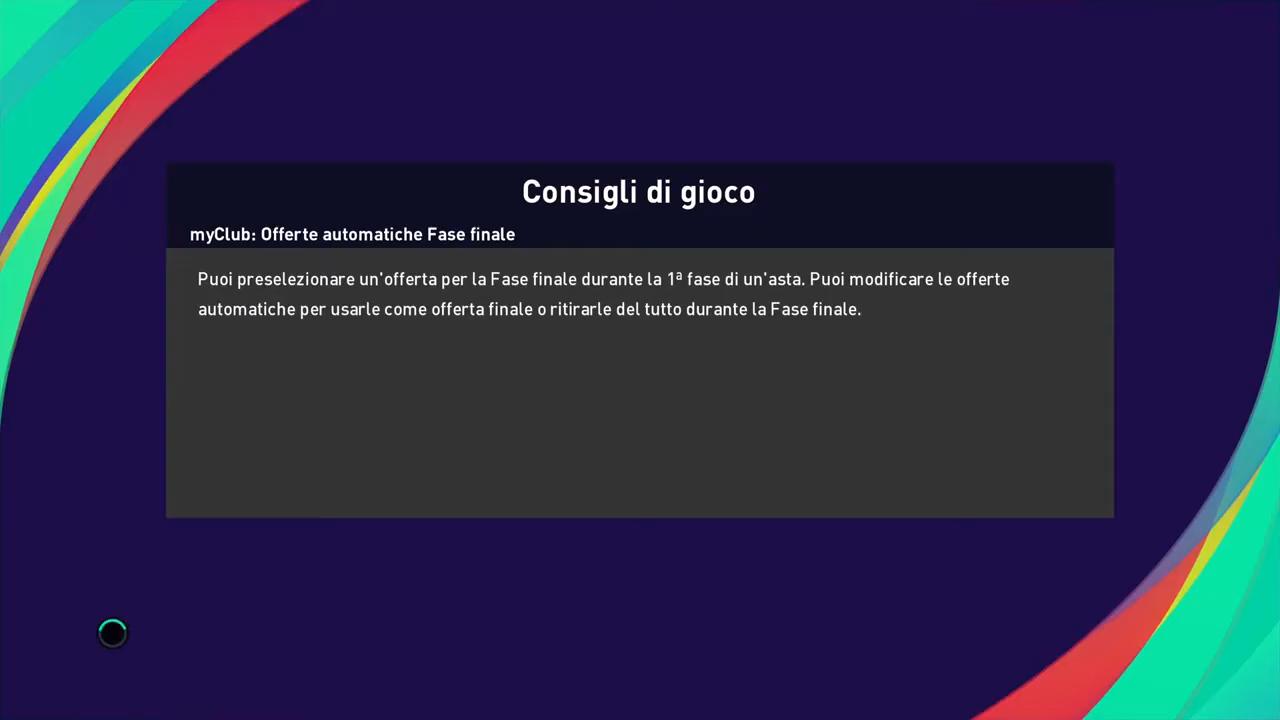 Consigli di gioco
myClub: Offerte automatiche Fase finale
Puoi preselezionare un'offerta per la Fase finale durante la 1ª fase di un'asta. Puoi modificare le offerte
automatiche per usarle come offerta finale o ritirarle del tutto durante la Fase finale.